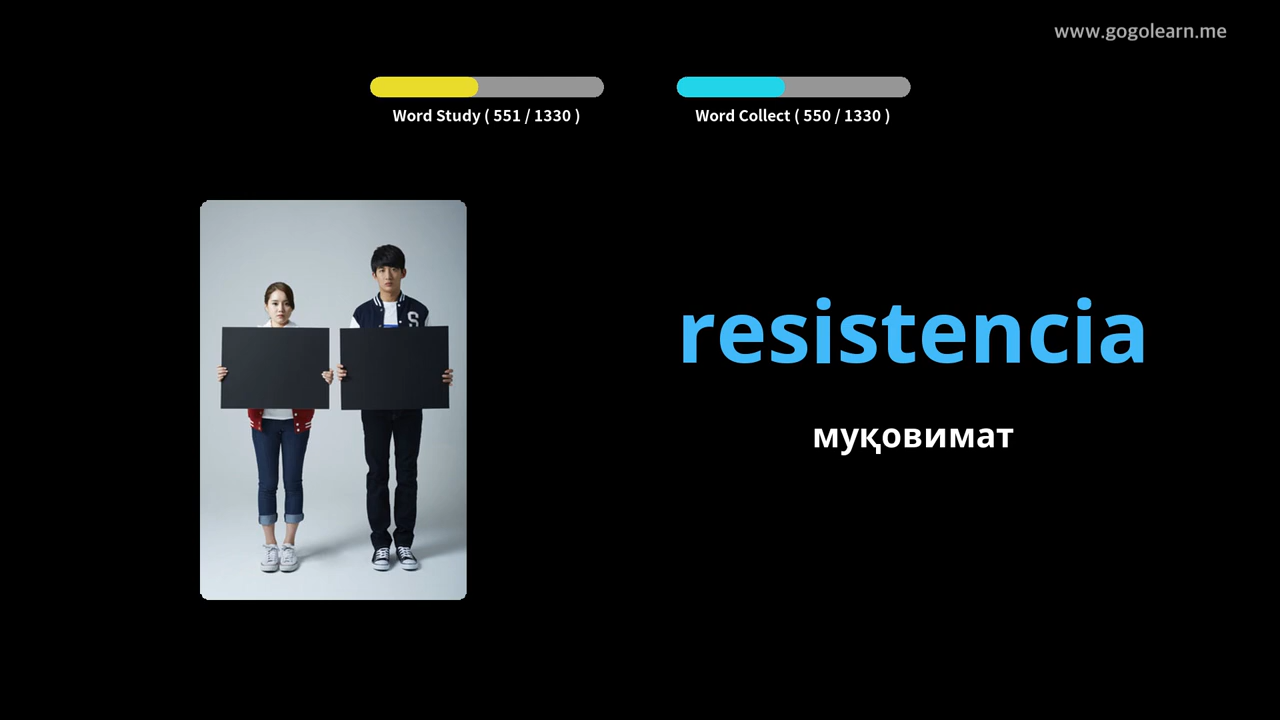 www.gogolearn.me
Word Study ( 551 / 1330 )
Word Collect ( 550 / 1330 )
S
resistencia
муқовимат